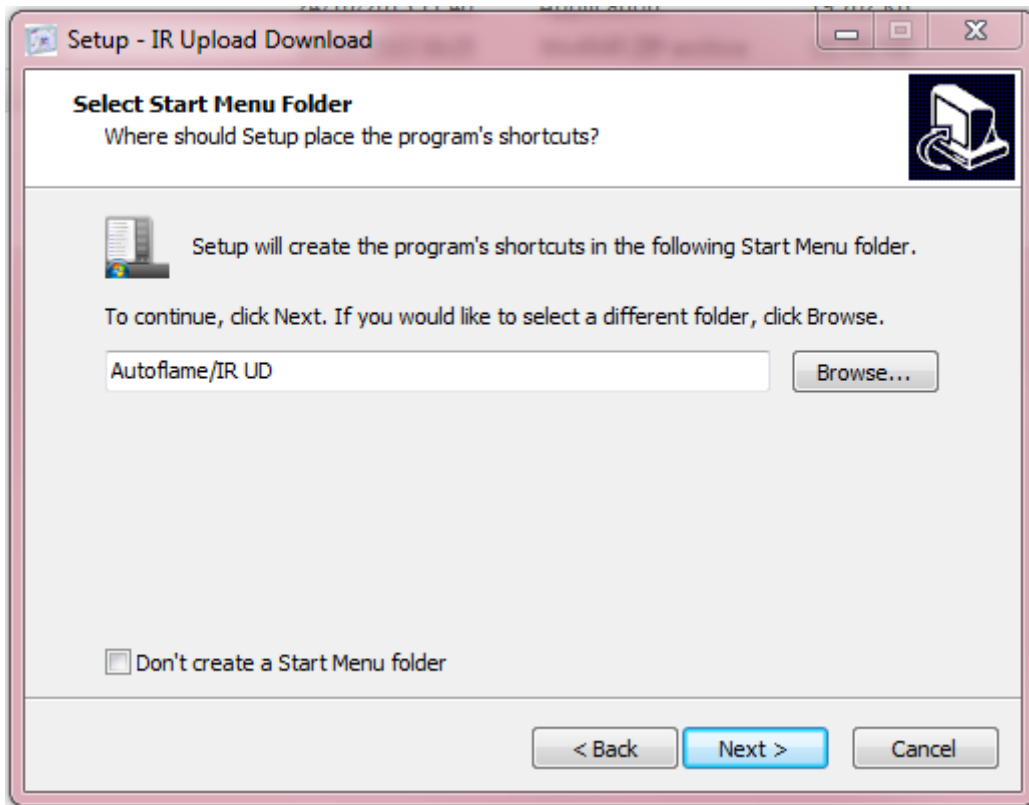 Setup - IR Upload Download
Select Start Menu Folder
Where should Setup place the program's shortcuts?
Setup will create the program's shortcuts in the following Start Menu folder.
To continue, click Next. If you would like to select a different folder, click Browse.
Autoflame/IR UD
Browse...
Don't create a Start Menu folder
< Back
Next >
Cancel